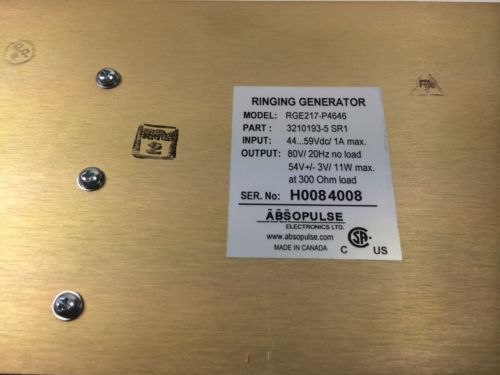 RINGING GENERATOR
MODEL: RGE217-P4646
PART : 3210193-5 SR1
INPUT: 44...59Vdc/ 1A max.
OUTPUT: 80V/ 20Hz no load
54V+/- 3V/ 11W max.
at 300 Ohm load
SER. No: H0084008
ABSOPULSE
ELECTRONICS LTD.
www.absopulse.com
MADE IN CANADA
C SA US
2